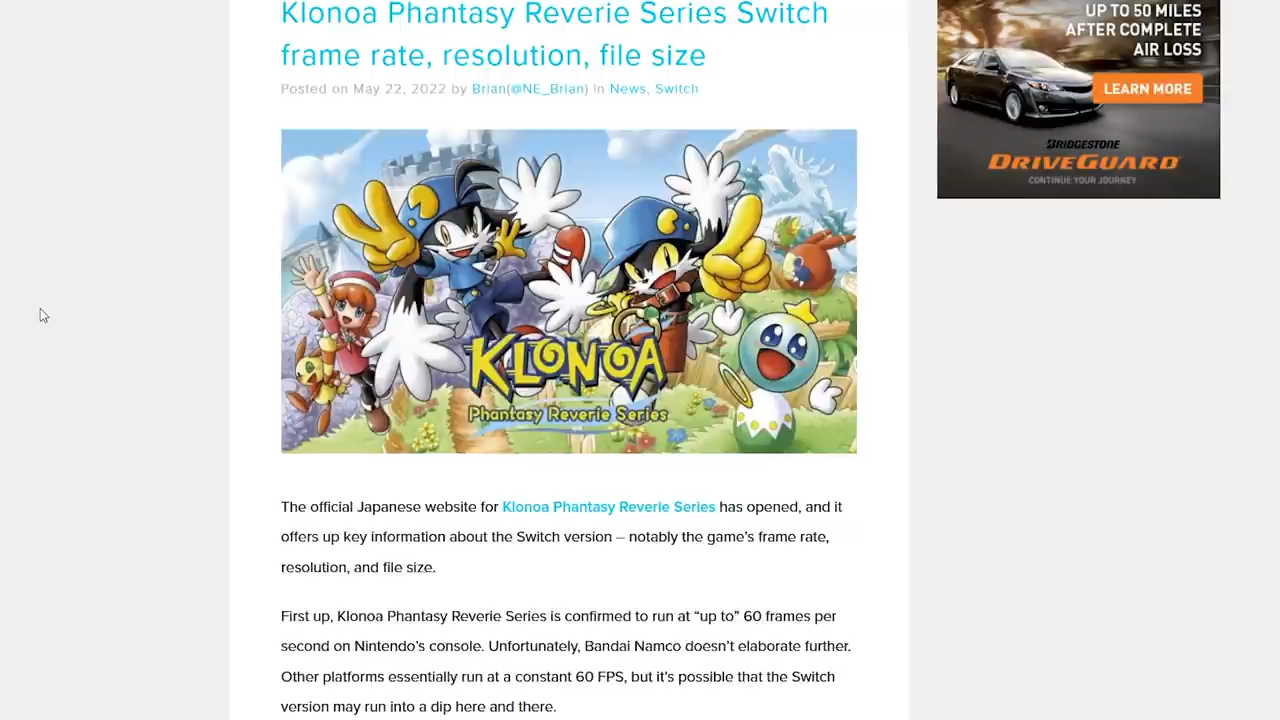 Klonoa Phantasy Reverie Series Switch
frame rate, resolution, file size
Posted on May 22, 2022 by Brian(@NE_Brian) In News, Switch
UP TO 50 MILES
AFTER COMPLETE
AIR LOSS
LEARN MORE
BRIDGESTONE
DRIVEGUARD
CONTINUE YOUR JOURNEY
KLONOA
Phantasy Reverie Series
The official Japanese website for Klonoa Phantasy Reverie Series has opened, and it
offers up key information about the Switch version – notably the game’s frame rate,
resolution, and file size.
First up, Klonoa Phantasy Reverie Series is confirmed to run at “up to” 60 frames per
second on Nintendo’s console. Unfortunately, Bandai Namco doesn’t elaborate further.
Other platforms essentially run at a constant 60 FPS, but it’s possible that the Switch
version may run into a dip here and there.